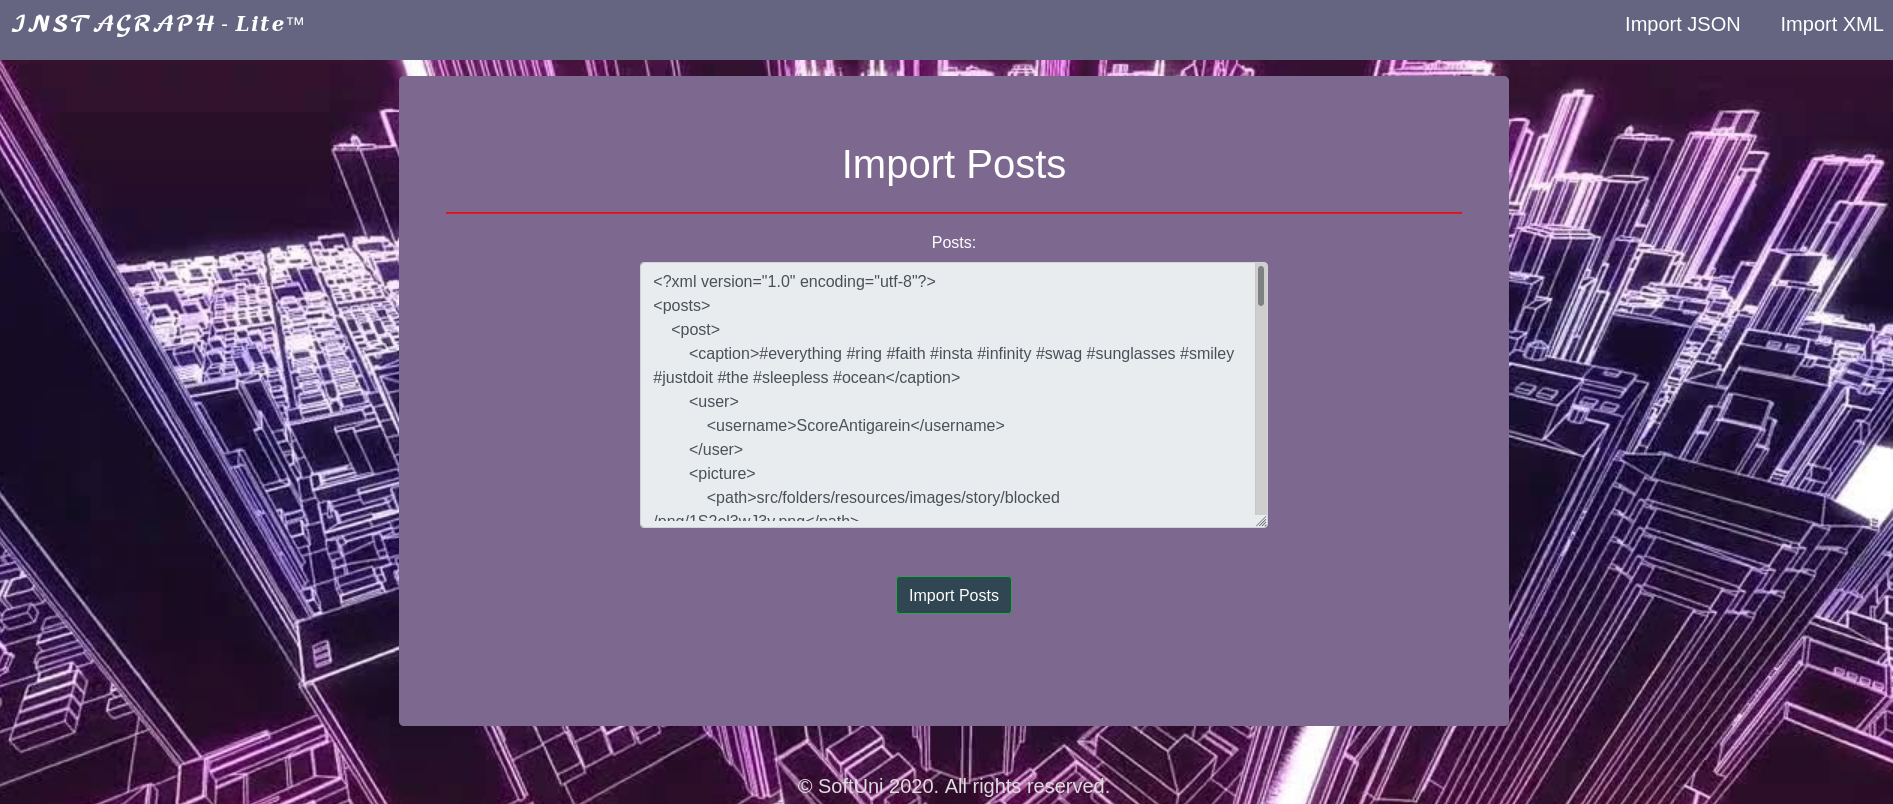 INSTAGRAPH - Lite™
Import JSON
Import XML
Import Posts
Posts:
<?xml version="1.0" encoding="utf-8"?>
<posts>
<post>
<caption>#everything #ring #faith #insta #infinity #swag #sunglasses #smiley
#justdoit #the #sleepless #ocean</caption>
<user>
<username>ScoreAntigarein</username>
</user>
<picture>
<path>src/folders/resources/images/story/blocked
Import Posts
© SoftUni 2020. All rights reserved.